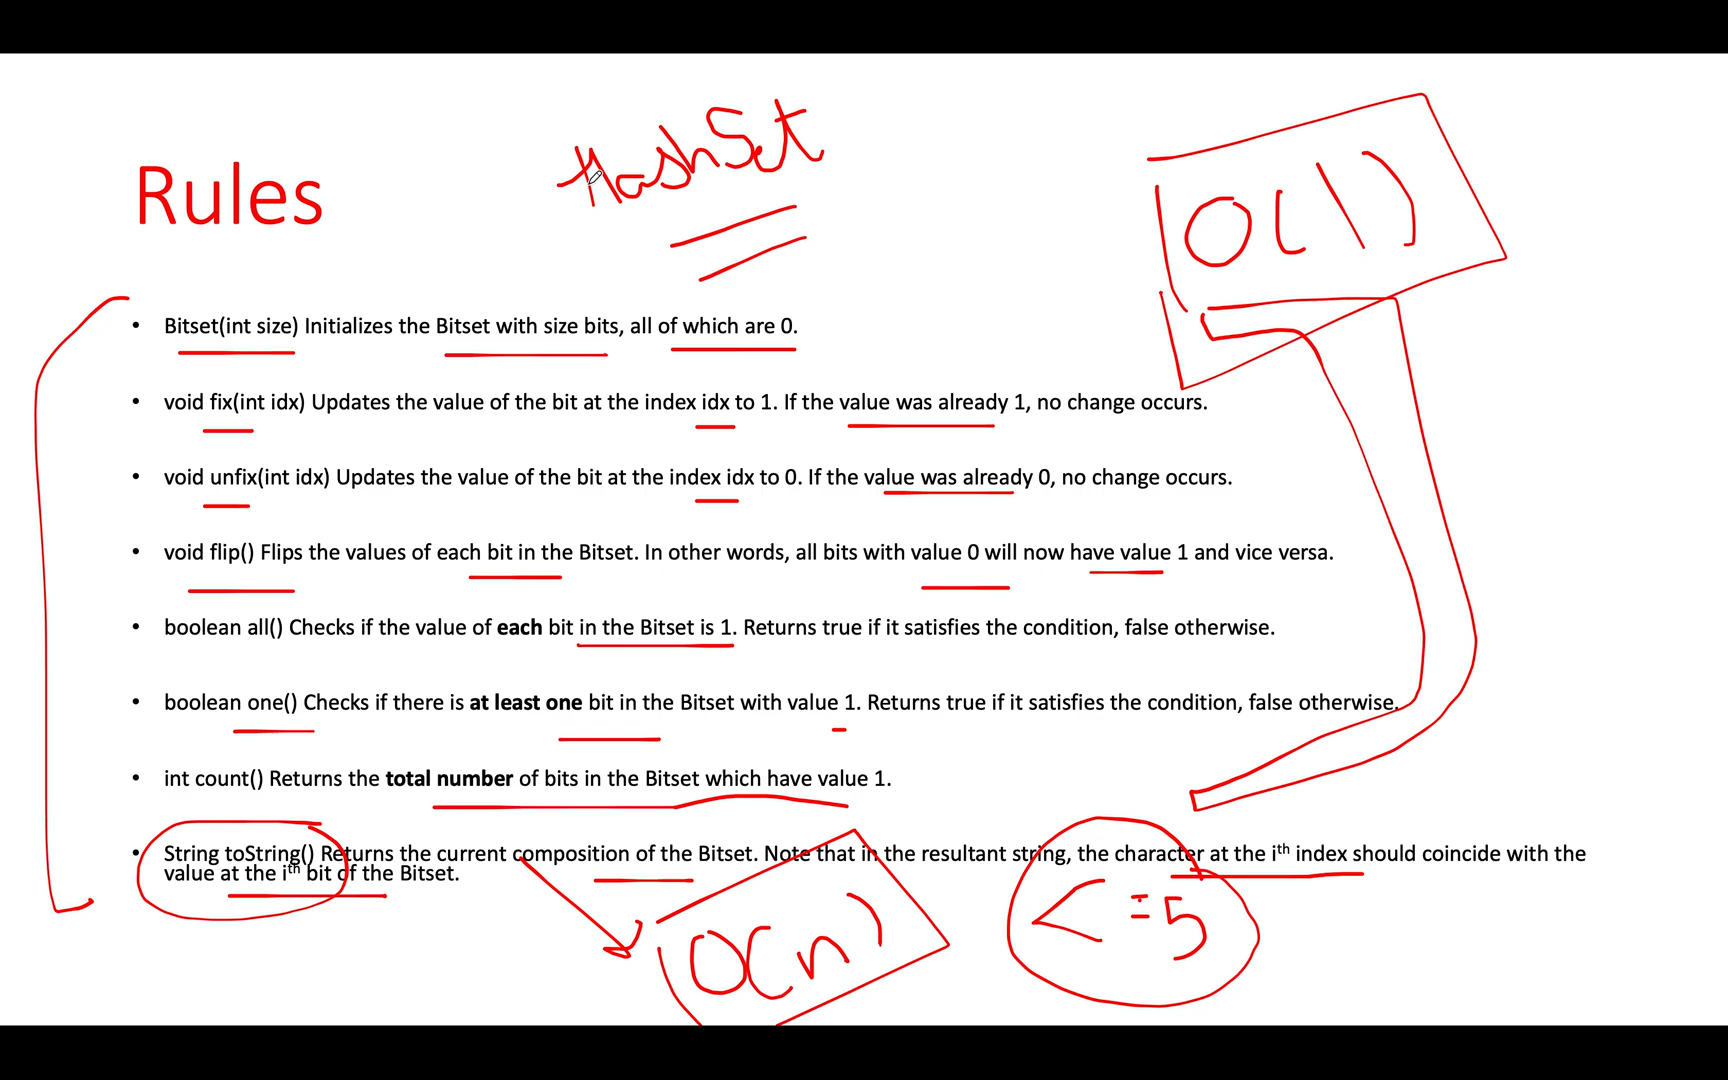 HashSet
O(1)
Rules
• Bitset(int size) Initializes the Bitset with size bits, all of which are 0.
• void fix(int idx) Updates the value of the bit at the index idx to 1. If the value was already 1, no change occurs.
• void unfix(int idx) Updates the value of the bit at the index idx to 0. If the value was already 0, no change occurs.
• void flip() Flips the values of each bit in the Bitset. In other words, all bits with value 0 will now have value 1 and vice versa.
• boolean all() Checks if the value of each bit in the Bitset is 1. Returns true if it satisfies the condition, false otherwise.
• boolean one() Checks if there is at least one bit in the Bitset with value 1. Returns true if it satisfies the condition, false otherwise.
• int count() Returns the total number of bits in the Bitset which have value 1.
• String toString() Returns the current composition of the Bitset. Note that in the resultant string, the character at the iᵗʰ index should coincide with the
value at the iᵗʰ bit of the Bitset.
O(n)
<=5